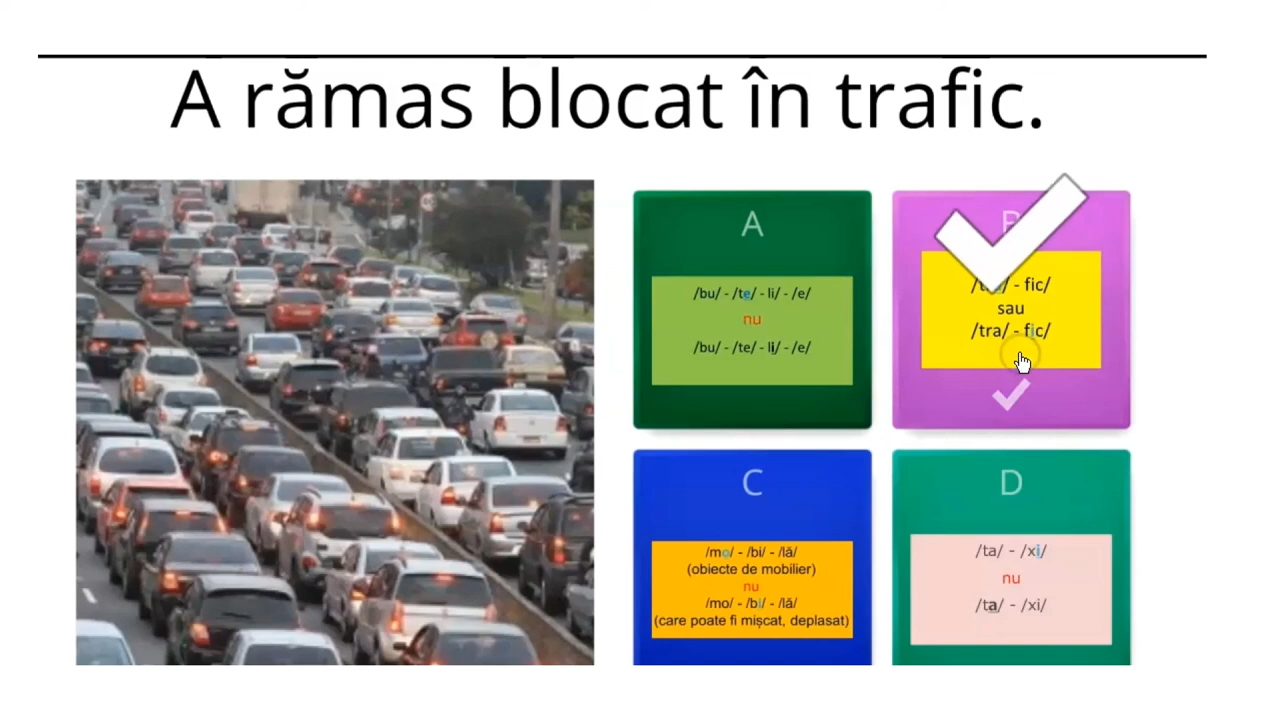 A rămas blocat în trafic.
A
/bu/ - /te/ - li/ - /e/
nu
/bu/ - /te/ - li/ - /e/
- fic/
sau
/tra/ - fic/
C
/mo/ - /bi/ - /lă/
(obiecte de mobilier)
nu
/mo/ - /bi/ - /lă/
(care poate fi mișcat, deplasat)
D
/ta/ - /xi/
nu
/ta/ - /xi/